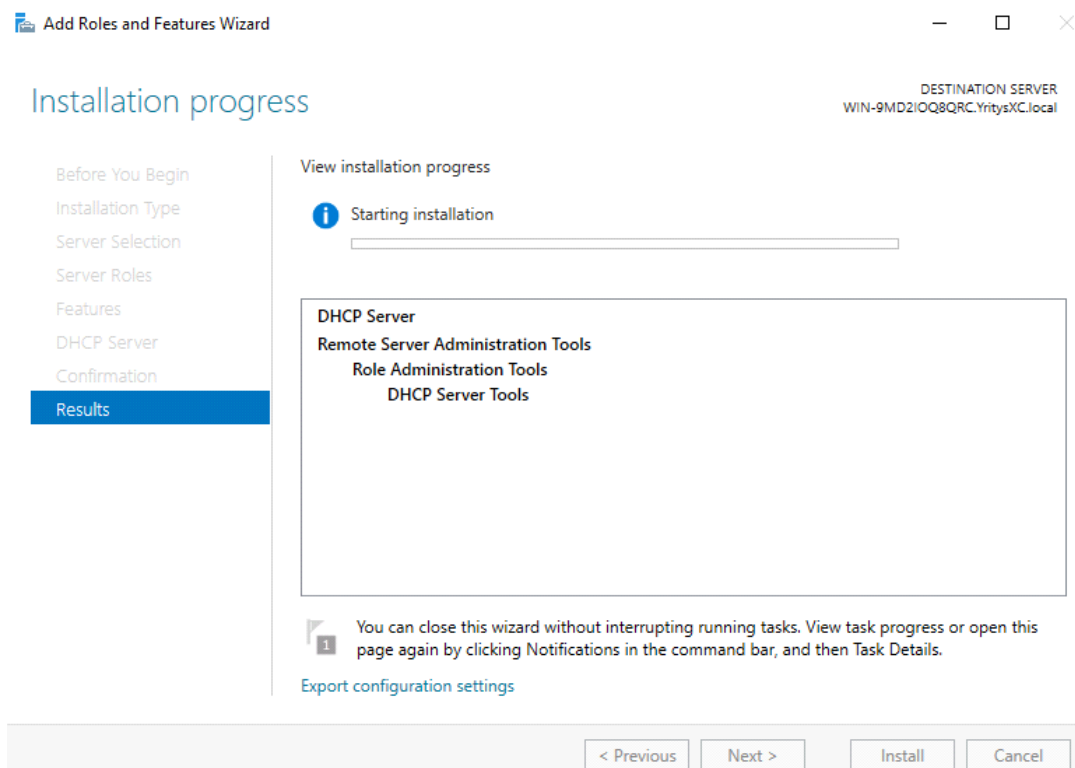 Add Roles and Features Wizard
Installation progress
DESTINATION SERVER
WIN-9MD2IOQ8QRC.YritysXC.local
Before You Begin
Installation Type
Server Selection
Server Roles
Features
DHCP Server
Confirmation
Results
View installation progress
Starting installation
DHCP Server
Remote Server Administration Tools
Role Administration Tools
DHCP Server Tools
1
You can close this wizard without interrupting running tasks. View task progress or open this
page again by clicking Notifications in the command bar, and then Task Details.
Export configuration settings
< Previous
Next >
Install
Cancel